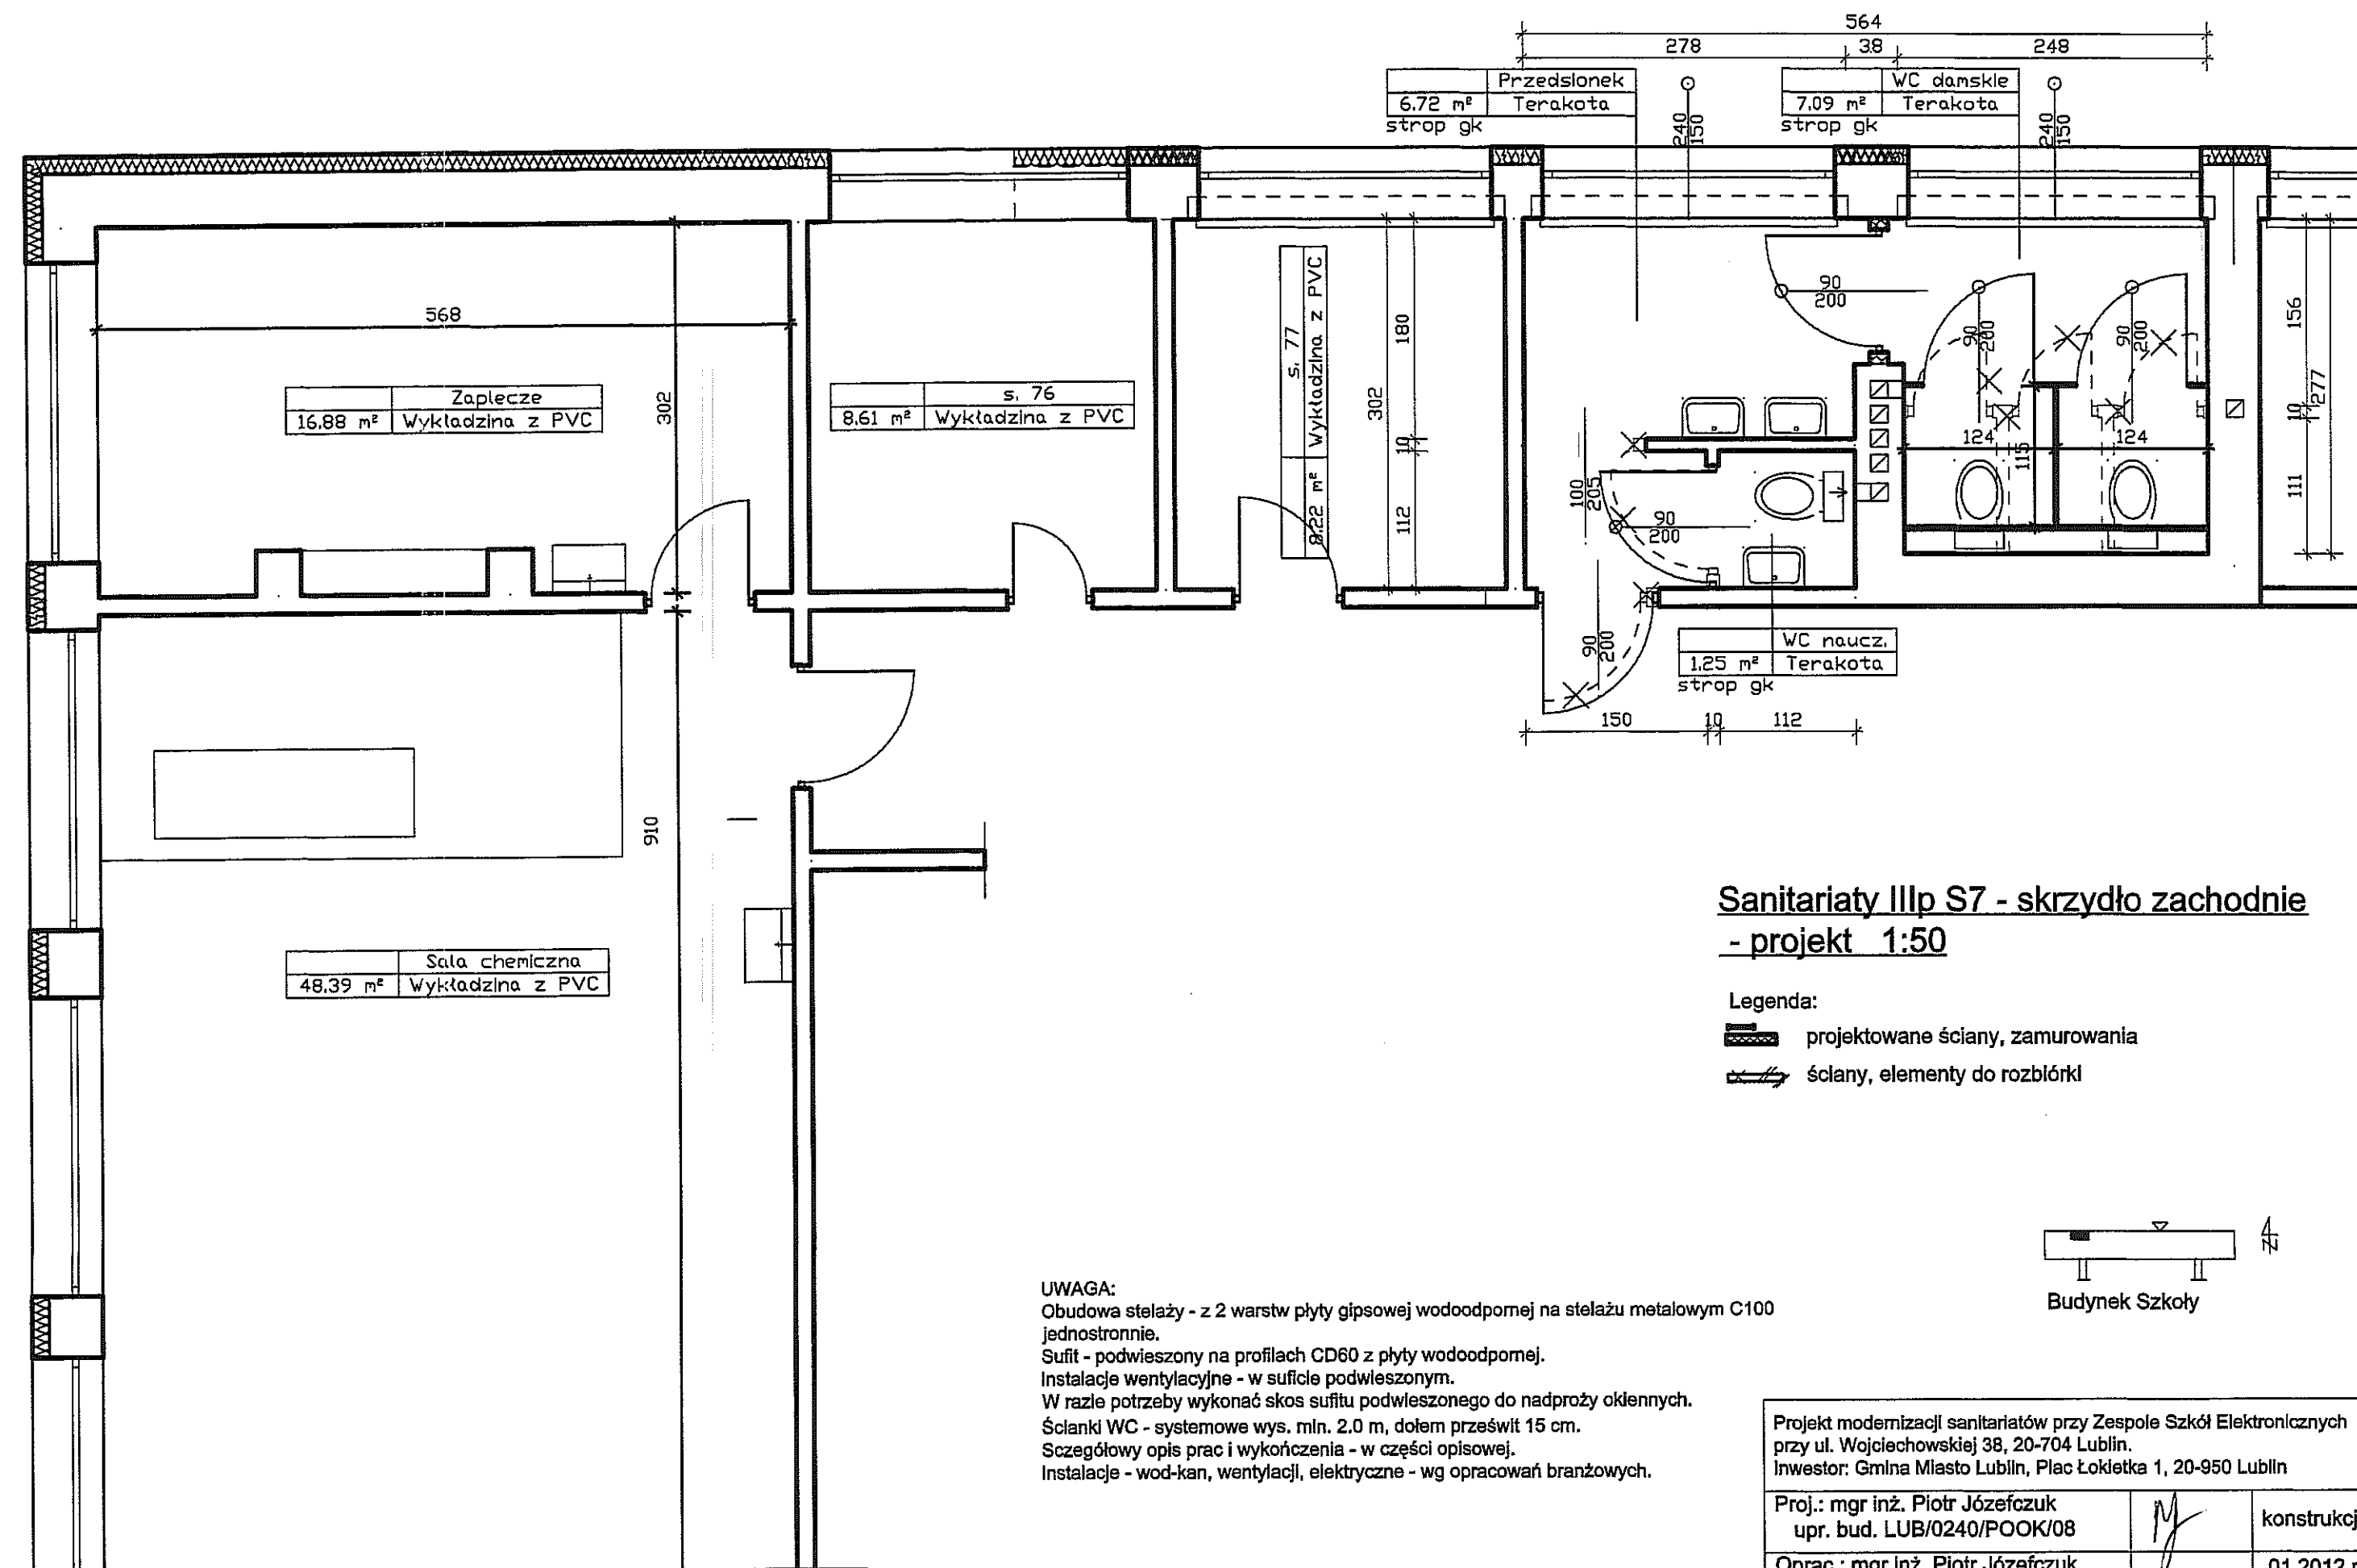 564
278 38 248
Przedsionek
6.72 m² Terakota
strop gk
WC damskie
7.09 m² Terakota
strop gk
240
150
240
150
568
302
Zaplecze
16.88 m² Wykładzina z PVC
s. 76
8.61 m² Wykładzina z PVC
s. 77
8.22 m² Wykładzina z PVC
302
180
10
112
90
200
90
200
90
200
156
10
277
111
124
124
115
100
205
90
200
90
200
WC naucz.
1.25 m² Terakota
strop gk
150 10 112
910
Sala chemiczna
48.39 m² Wykładzina z PVC
Sanitariaty IIIp S7 - skrzydło zachodnie
- projekt 1:50
Legenda:
projektowane ściany, zamurowania
ściany, elementy do rozbiórki
N
Budynek Szkoły
UWAGA:
Obudowa stelaży - z 2 warstw płyty gipsowej wodoodpornej na stelażu metalowym C100
jednostronnie.
Sufit - podwieszony na profilach CD60 z płyty wodoodpornej.
Instalacje wentylacyjne - w suficie podwieszonym.
W razie potrzeby wykonać skos sufitu podwieszonego do nadproży okiennych.
Ścianki WC - systemowe wys. min. 2.0 m, dołem prześwit 15 cm.
Sczegółowy opis prac i wykończenia - w części opisowej.
Instalacje - wod-kan, wentylacji, elektryczne - wg opracowań branżowych.
Projekt modernizacji sanitariatów przy Zespole Szkół Elektronicznych
przy ul. Wojciechowskiej 38, 20-704 Lublin.
Inwestor: Gmina Miasto Lublin, Plac Łokietka 1, 20-950 Lublin
Proj.: mgr inż. Piotr Józefczuk
upr. bud. LUB/0240/POOK/08
konstrukcj
Oprac.: mgr inż. Piotr Józefczuk
01.2012 r